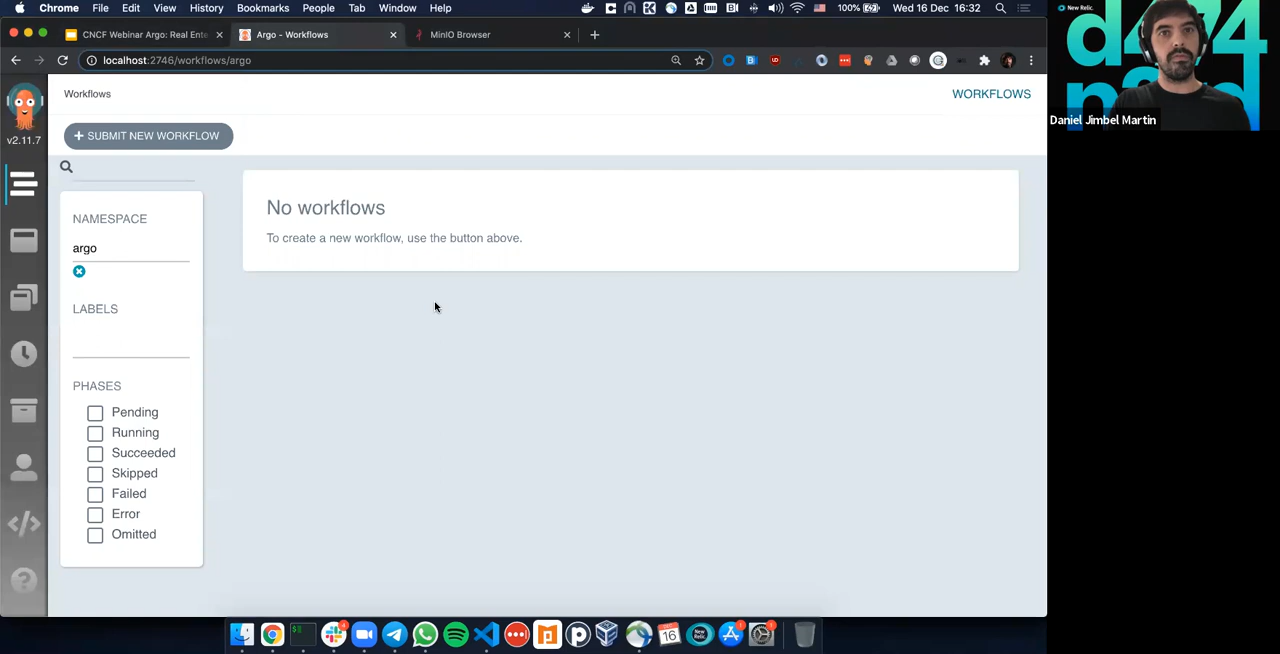 Chrome File Edit View History Bookmarks People Tab Window Help 100% Wed 16 Dec 16:32
CNCF Webinar Argo: Real Ente
Argo - Workflows
MinIO Browser
localhost:2746/workflows/argo
v2.11.7
Workflows
WORKFLOWS
+ SUBMIT NEW WORKFLOW
NAMESPACE
argo
LABELS
PHASES
Pending
Running
Succeeded
Skipped
Failed
Error
Omitted
No workflows
To create a new workflow, use the button above.
New Relic.
d474
Daniel Jimbel Martin